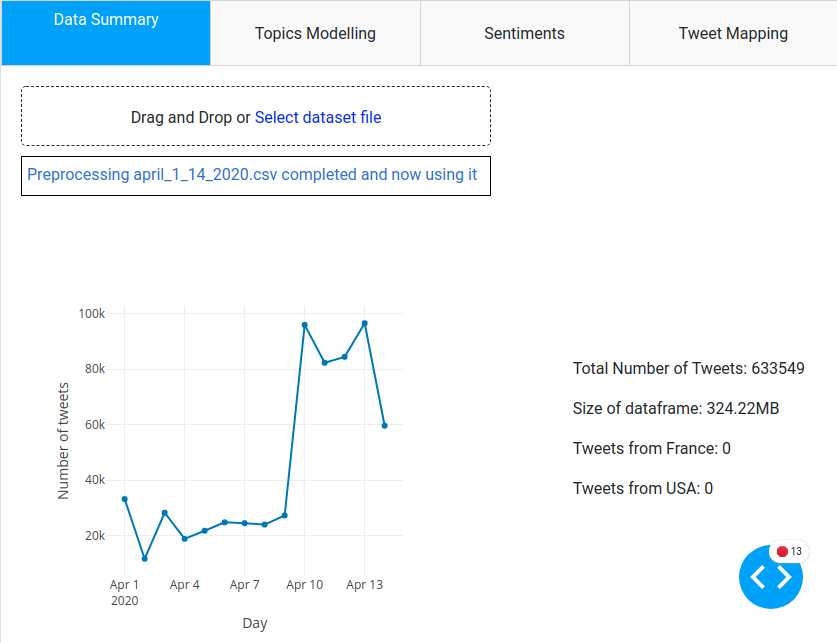 Data Summary
Topics Modelling
Sentiments
Tweet Mapping
Drag and Drop or Select dataset file
Preprocessing april_1_14_2020.csv completed and now using it
100k
80k
60k
40k
20k
Number of tweets
Apr 1
2020
Apr 4
Apr 7
Apr 10
Apr 13
Day
Total Number of Tweets: 633549
Size of dataframe: 324.22MB
Tweets from France: 0
Tweets from USA: 0
13